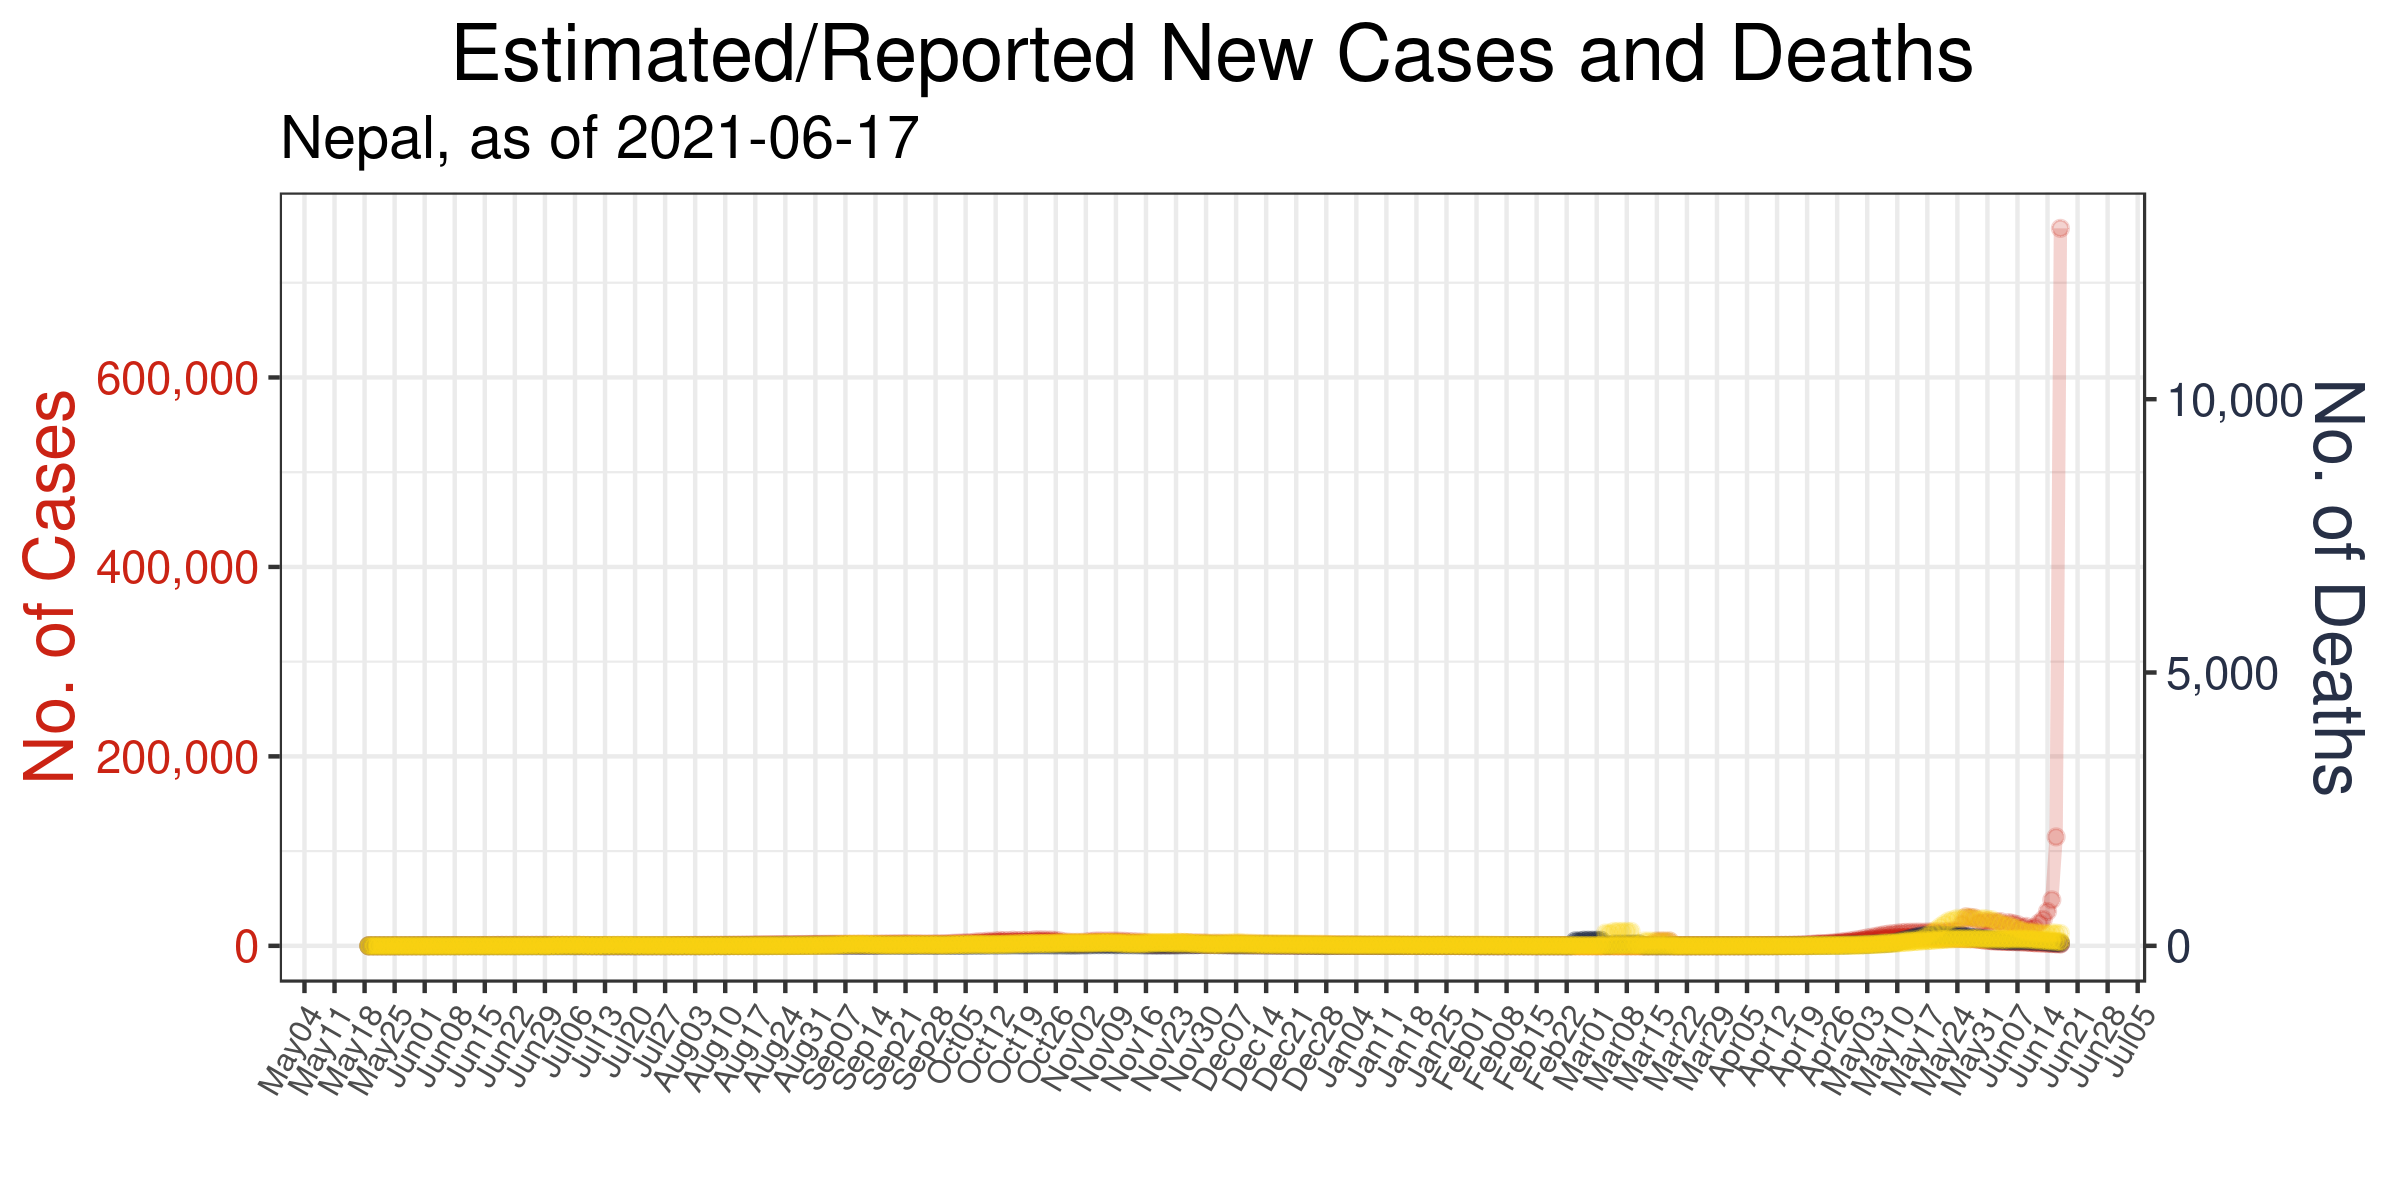 Estimated/Reported New Cases and Deaths
Nepal, as of 2021-06-17
No. of Cases
600,000
400,000
200,000
0
10,000
5,000
0
No. of Deaths
May04
May11
May18
May25
Jun01
Jun08
Jun15
Jun22
Jun29
Jul06
Jul13
Jul20
Jul27
Aug03
Aug10
Aug17
Aug24
Aug31
Sep07
Sep14
Sep21
Sep28
Oct05
Oct12
Oct19
Oct26
Nov02
Nov09
Nov16
Nov23
Nov30
Dec07
Dec14
Dec21
Dec28
Jan04
Jan11
Jan18
Jan25
Feb01
Feb08
Feb15
Feb22
Mar01
Mar08
Mar15
Mar22
Mar29
Apr05
Apr12
Apr19
Apr26
May03
May10
May17
May24
May31
Jun07
Jun14
Jun21
Jun28
Jul05